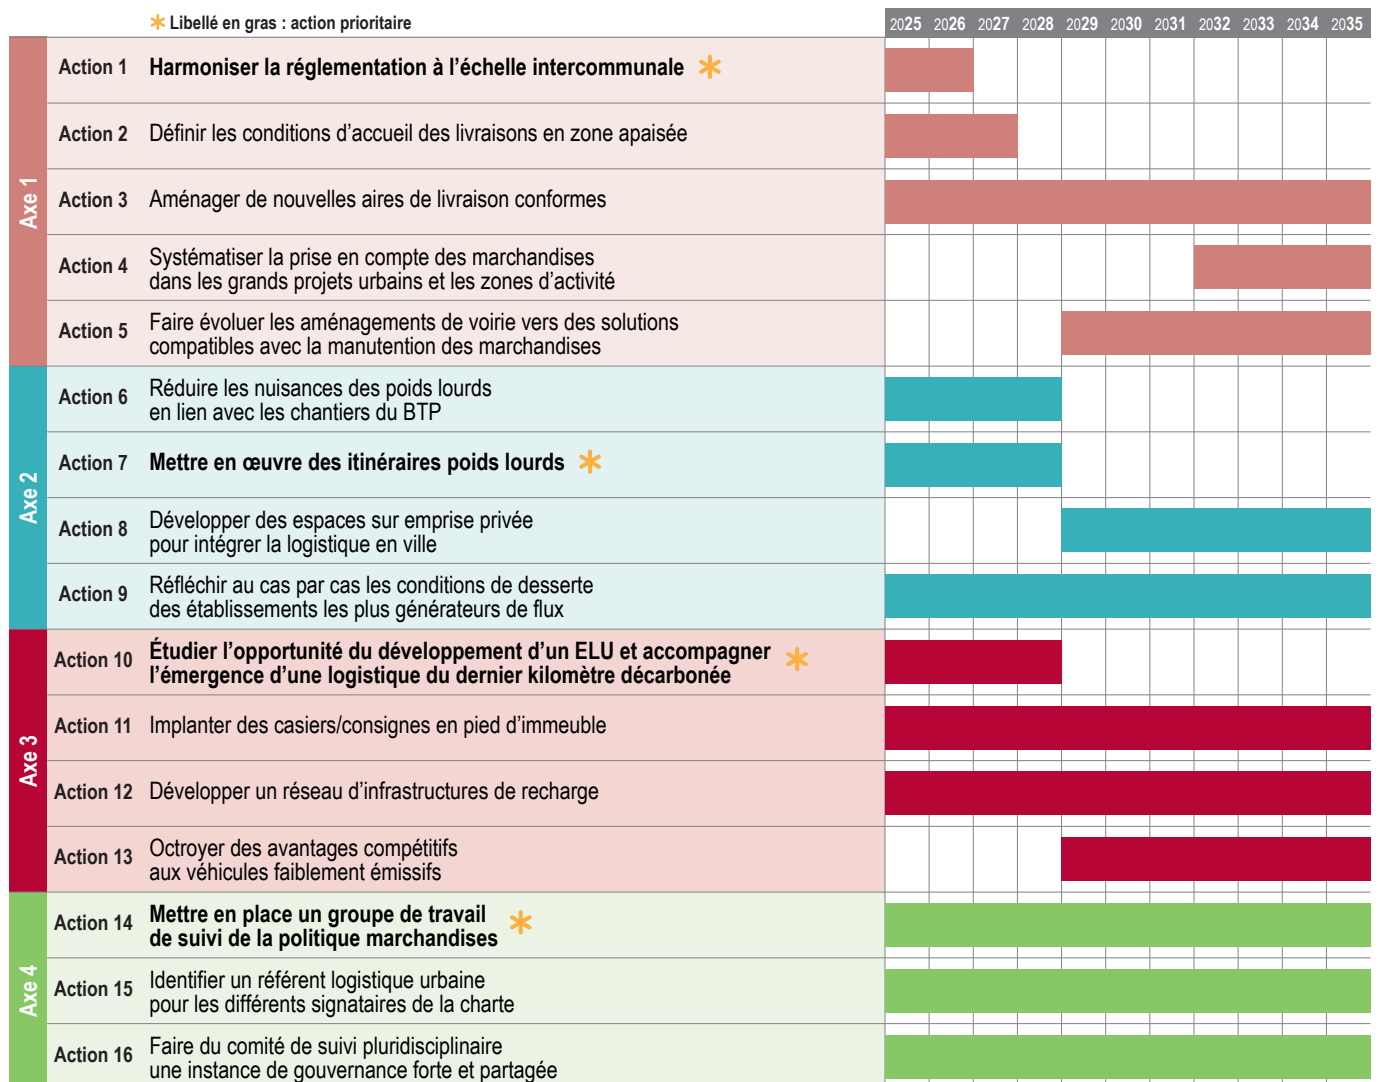 Libellé en gras : action prioritaire
2025 2026 2027 2028 2029 2030 2031 2032 2033 2034 2035
Axe 1
Action 1 Harmoniser la réglementation à l’échelle intercommunale
Action 2 Définir les conditions d’accueil des livraisons en zone apaisée
Action 3 Aménager de nouvelles aires de livraison conformes
Action 4 Systématiser la prise en compte des marchandises
dans les grands projets urbains et les zones d’activité
Action 5 Faire évoluer les aménagements de voirie vers des solutions
compatibles avec la manutention des marchandises
Axe 2
Action 6 Réduire les nuisances des poids lourds
en lien avec les chantiers du BTP
Action 7 Mettre en œuvre des itinéraires poids lourds
Action 8 Développer des espaces sur emprise privée
pour intégrer la logistique en ville
Action 9 Réfléchir au cas par cas les conditions de desserte
des établissements les plus générateurs de flux
Axe 3
Action 10 Étudier l’opportunité du développement d’un ELU et accompagner
l’émergence d’une logistique du dernier kilomètre décarbonée
Action 11 Implanter des casiers/consignes en pied d’immeuble
Action 12 Développer un réseau d’infrastructures de recharge
Action 13 Octroyer des avantages compétitifs
aux véhicules faiblement émissifs
Axe 4
Action 14 Mettre en place un groupe de travail
de suivi de la politique marchandises
Action 15 Identifier un référent logistique urbaine
pour les différents signataires de la charte
Action 16 Faire du comité de suivi pluridisciplinaire
une instance de gouvernance forte et partagée